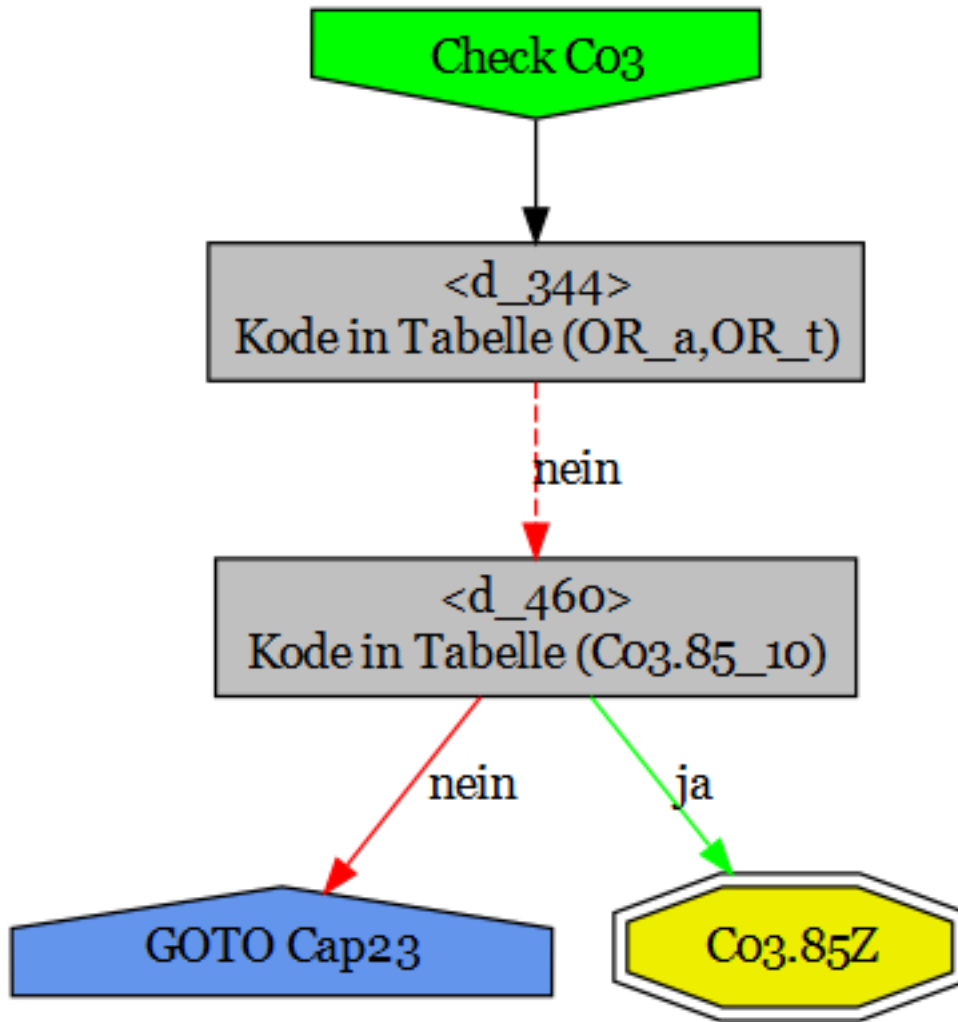 Check C03
<d_344>
Kode in Tabelle (OR_a,OR_t)
nein
<d_460>
Kode in Tabelle (C03.85_10)
nein
ja
GOTO Cap23
C03.85Z